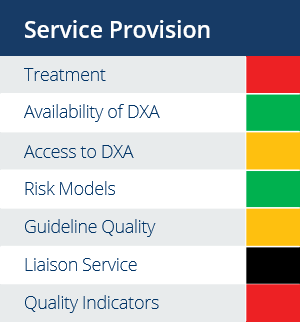 Service Provision
Treatment
Availability of DXA
Access to DXA
Risk Models
Guideline Quality
Liaison Service
Quality Indicators